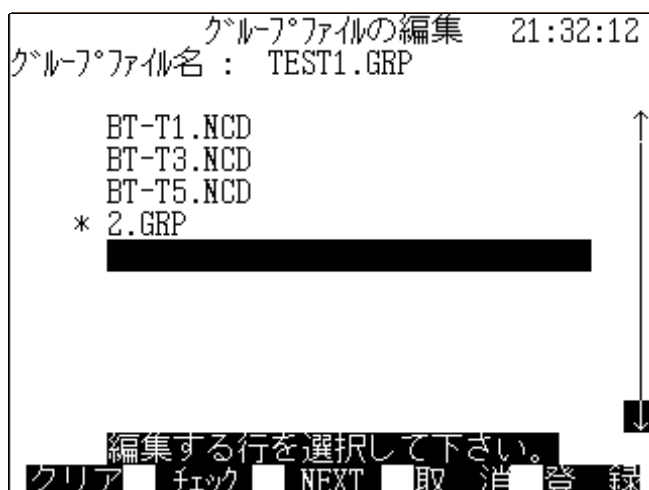 ｸﾞﾙｰﾌﾟﾌｧｲﾙの編集 21:32:12
ｸﾞﾙｰﾌﾟﾌｧｲﾙ名 : TEST1.GRP
BT-T1.NCD
BT-T3.NCD
BT-T5.NCD
* 2.GRP
編集する行を選択して下さい。
クリア ﾁｪｯｸ NEXT 取 消 登 録